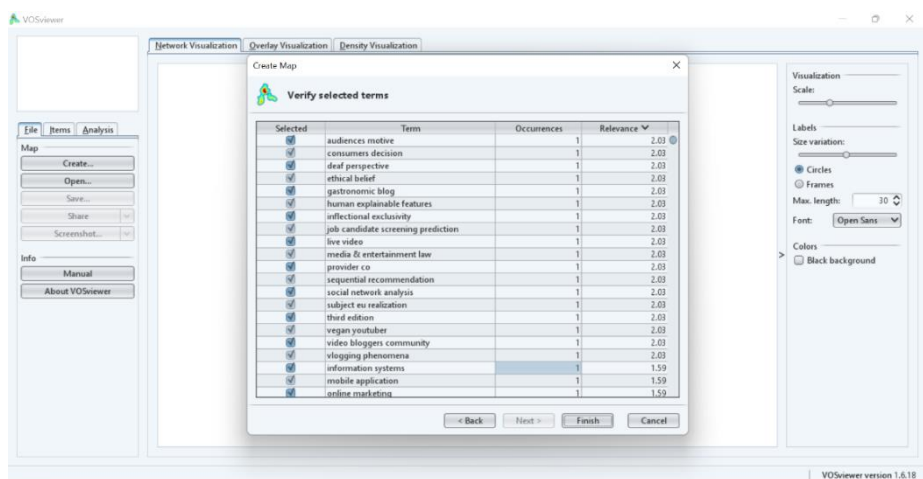 VOSviewer
Network Visualization Overlay Visualization Density Visualization
File Items Analysis
Map
Create...
Open...
Save...
Share
Screenshot...
Info
Manual
About VOSviewer
Create Map
Verify selected terms
Selected Term Occurrences Relevance
audiences motive 1 2.03
consumers decision 1 2.03
deaf perspective 1 2.03
ethical belief 1 2.03
gastronomic blog 1 2.03
human explainable features 1 2.03
inflectional exclusivity 1 2.03
job candidate screening prediction 1 2.03
live video 1 2.03
media & entertainment law 1 2.03
provider co 1 2.03
sequential recommendation 1 2.03
social network analysis 1 2.03
subject eu realization 1 2.03
third edition 1 2.03
vegan youtuber 1 2.03
video bloggers community 1 2.03
vlogging phenomena 1 2.03
information systems 1 1.59
mobile application 1 1.59
online marketing 1 1.59
< Back Next > Finish Cancel
Visualization
Scale:
Labels
Size variation:
Circles
Frames
Max. length: 30
Font: Open Sans
Colors
Black background
>
VOSviewer version 1.6.18